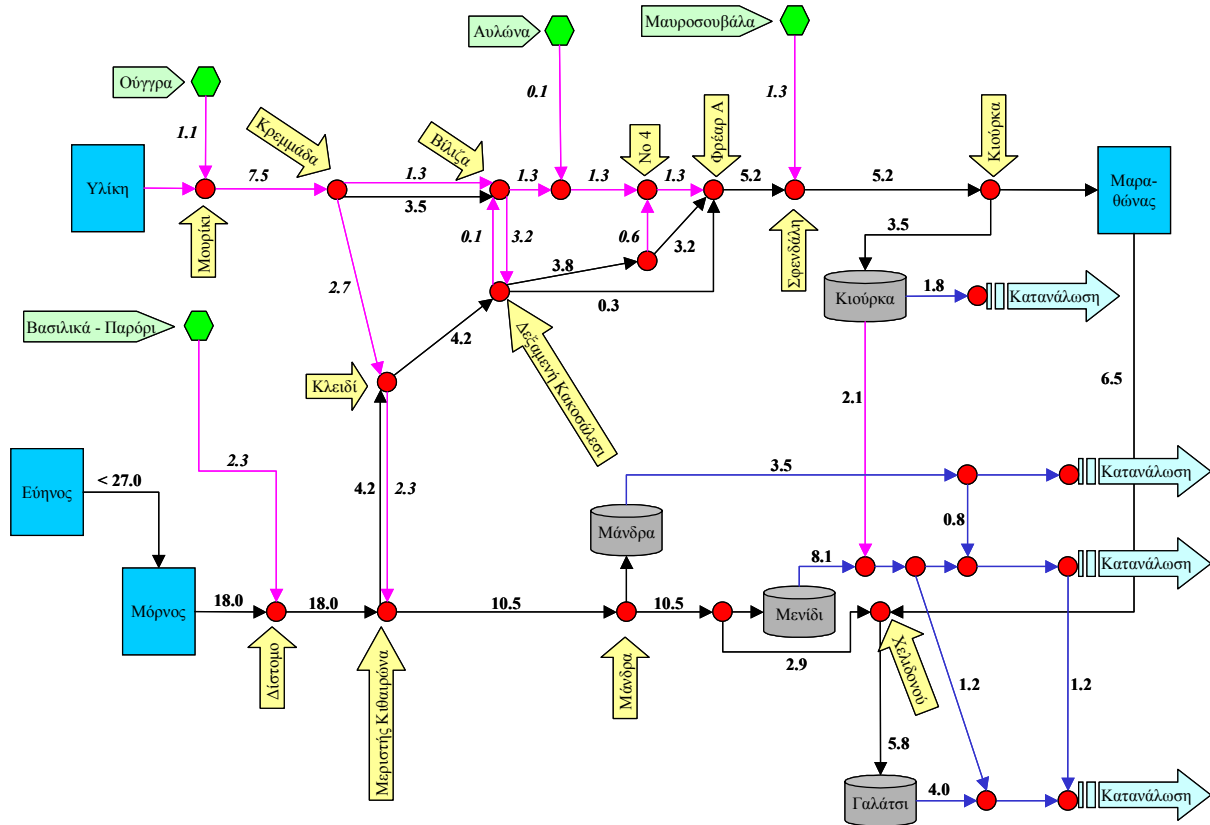 Αυλώνα
Μαυροσουβάλα
Ούγγρα
0.1
1.3
1.1
Κρεμμάδα
Βίλιζα
Νο 4
Φρέαρ Α
Κιούρκα
Υλίκη
7.5
1.3
3.5
1.3
1.3
1.3
5.2
5.2
Μαρα-
θώνας
Μουρίκι
0.1
3.2
0.6
3.2
3.8
0.3
Σφενδάλη
3.5
Κιούρκα
1.8
Κατανάλωση
2.7
Βασιλικά - Παρόρι
4.2
Δεξαμενή Κακοσάλεσι
Κλειδί
2.1
6.5
2.3
Εύηνος
< 27.0
4.2
2.3
3.5
Κατανάλωση
Μάνδρα
0.8
8.1
Κατανάλωση
Μόρνος
18.0
18.0
10.5
10.5
Μενίδι
2.9
Δίστομο
Μεριστής Κιθαιρώνα
Μάνδρα
Χελιδονού
1.2
1.2
5.8
Γαλάτσι
4.0
Κατανάλωση